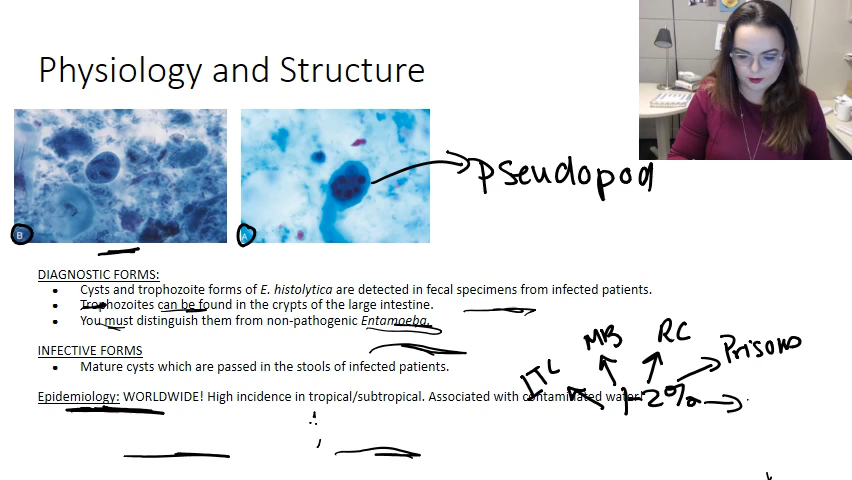 Physiology and Structure
B
A
pseudopod
DIAGNOSTIC FORMS:
• Cysts and trophozoite forms of E. histolytica are detected in fecal specimens from infected patients.
• Trophozoites can be found in the crypts of the large intestine.
• You must distinguish them from non-pathogenic Entamoeba.
INFECTIVE FORMS
• Mature cysts which are passed in the stools of infected patients.
Epidemiology: WORLDWIDE! High incidence in tropical/subtropical. Associated with contaminated water!
RC
Prisons
1-2%